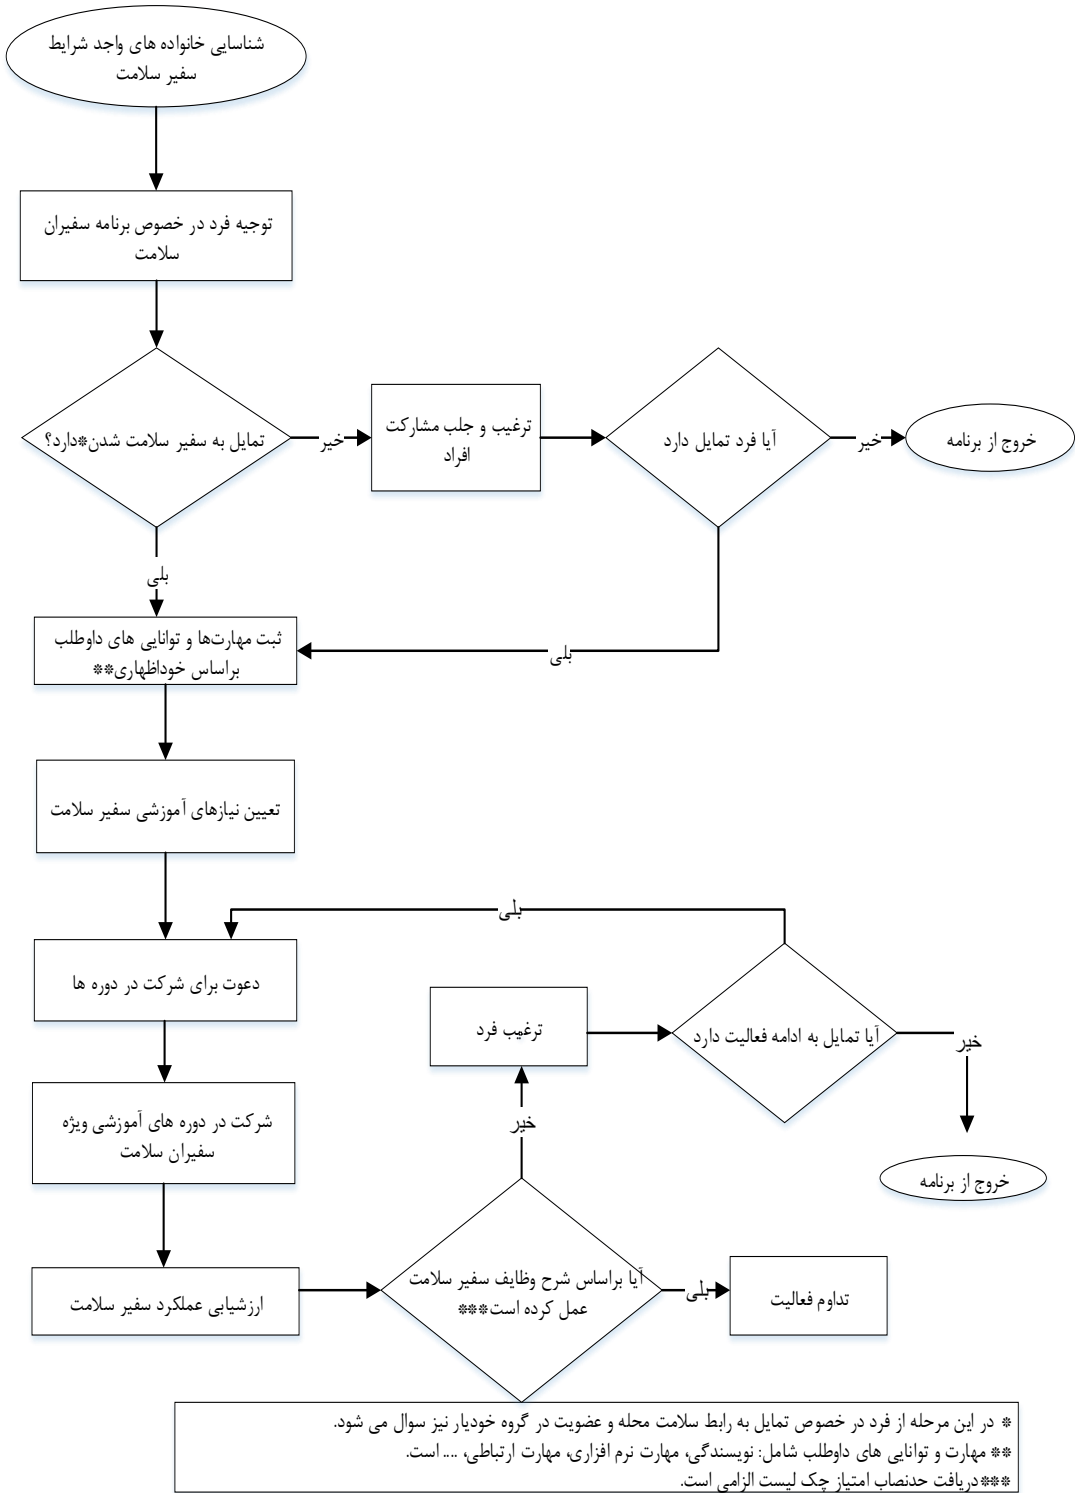 شناسایی خانواده های واجد شرایط
سفیر سلامت
توجیه فرد در خصوص برنامه سفیران
سلامت
تمایل به سفیر سلامت شدن*دارد؟
خیر
ترغیب و جلب مشارکت
افراد
آیا فرد تمایل دارد
خیر
خروج از برنامه
بلی
ثبت مهارت‌ها و توانایی های داوطلب
براساس خوداظهاری**
بلی
تعیین نیازهای آموزشی سفیر سلامت
بلی
دعوت برای شرکت در دوره ها
ترغیب فرد
آیا تمایل به ادامه فعالیت دارد
خیر
شرکت در دوره های آموزشی ویژه
سفیران سلامت
خیر
خروج از برنامه
ارزشیابی عملکرد سفیر سلامت
آیا براساس شرح وظایف سفیر سلامت
عمل کرده است***
بلی
تداوم فعالیت
* در این مرحله از فرد در خصوص تمایل به رابط سلامت محله و عضویت در گروه خودیار نیز سوال می شود.
** مهارت و توانایی های داوطلب شامل: نویسندگی، مهارت نرم افزاری، مهارت ارتباطی، .... است.
***دریافت حدنصاب امتیاز چک لیست الزامی است.